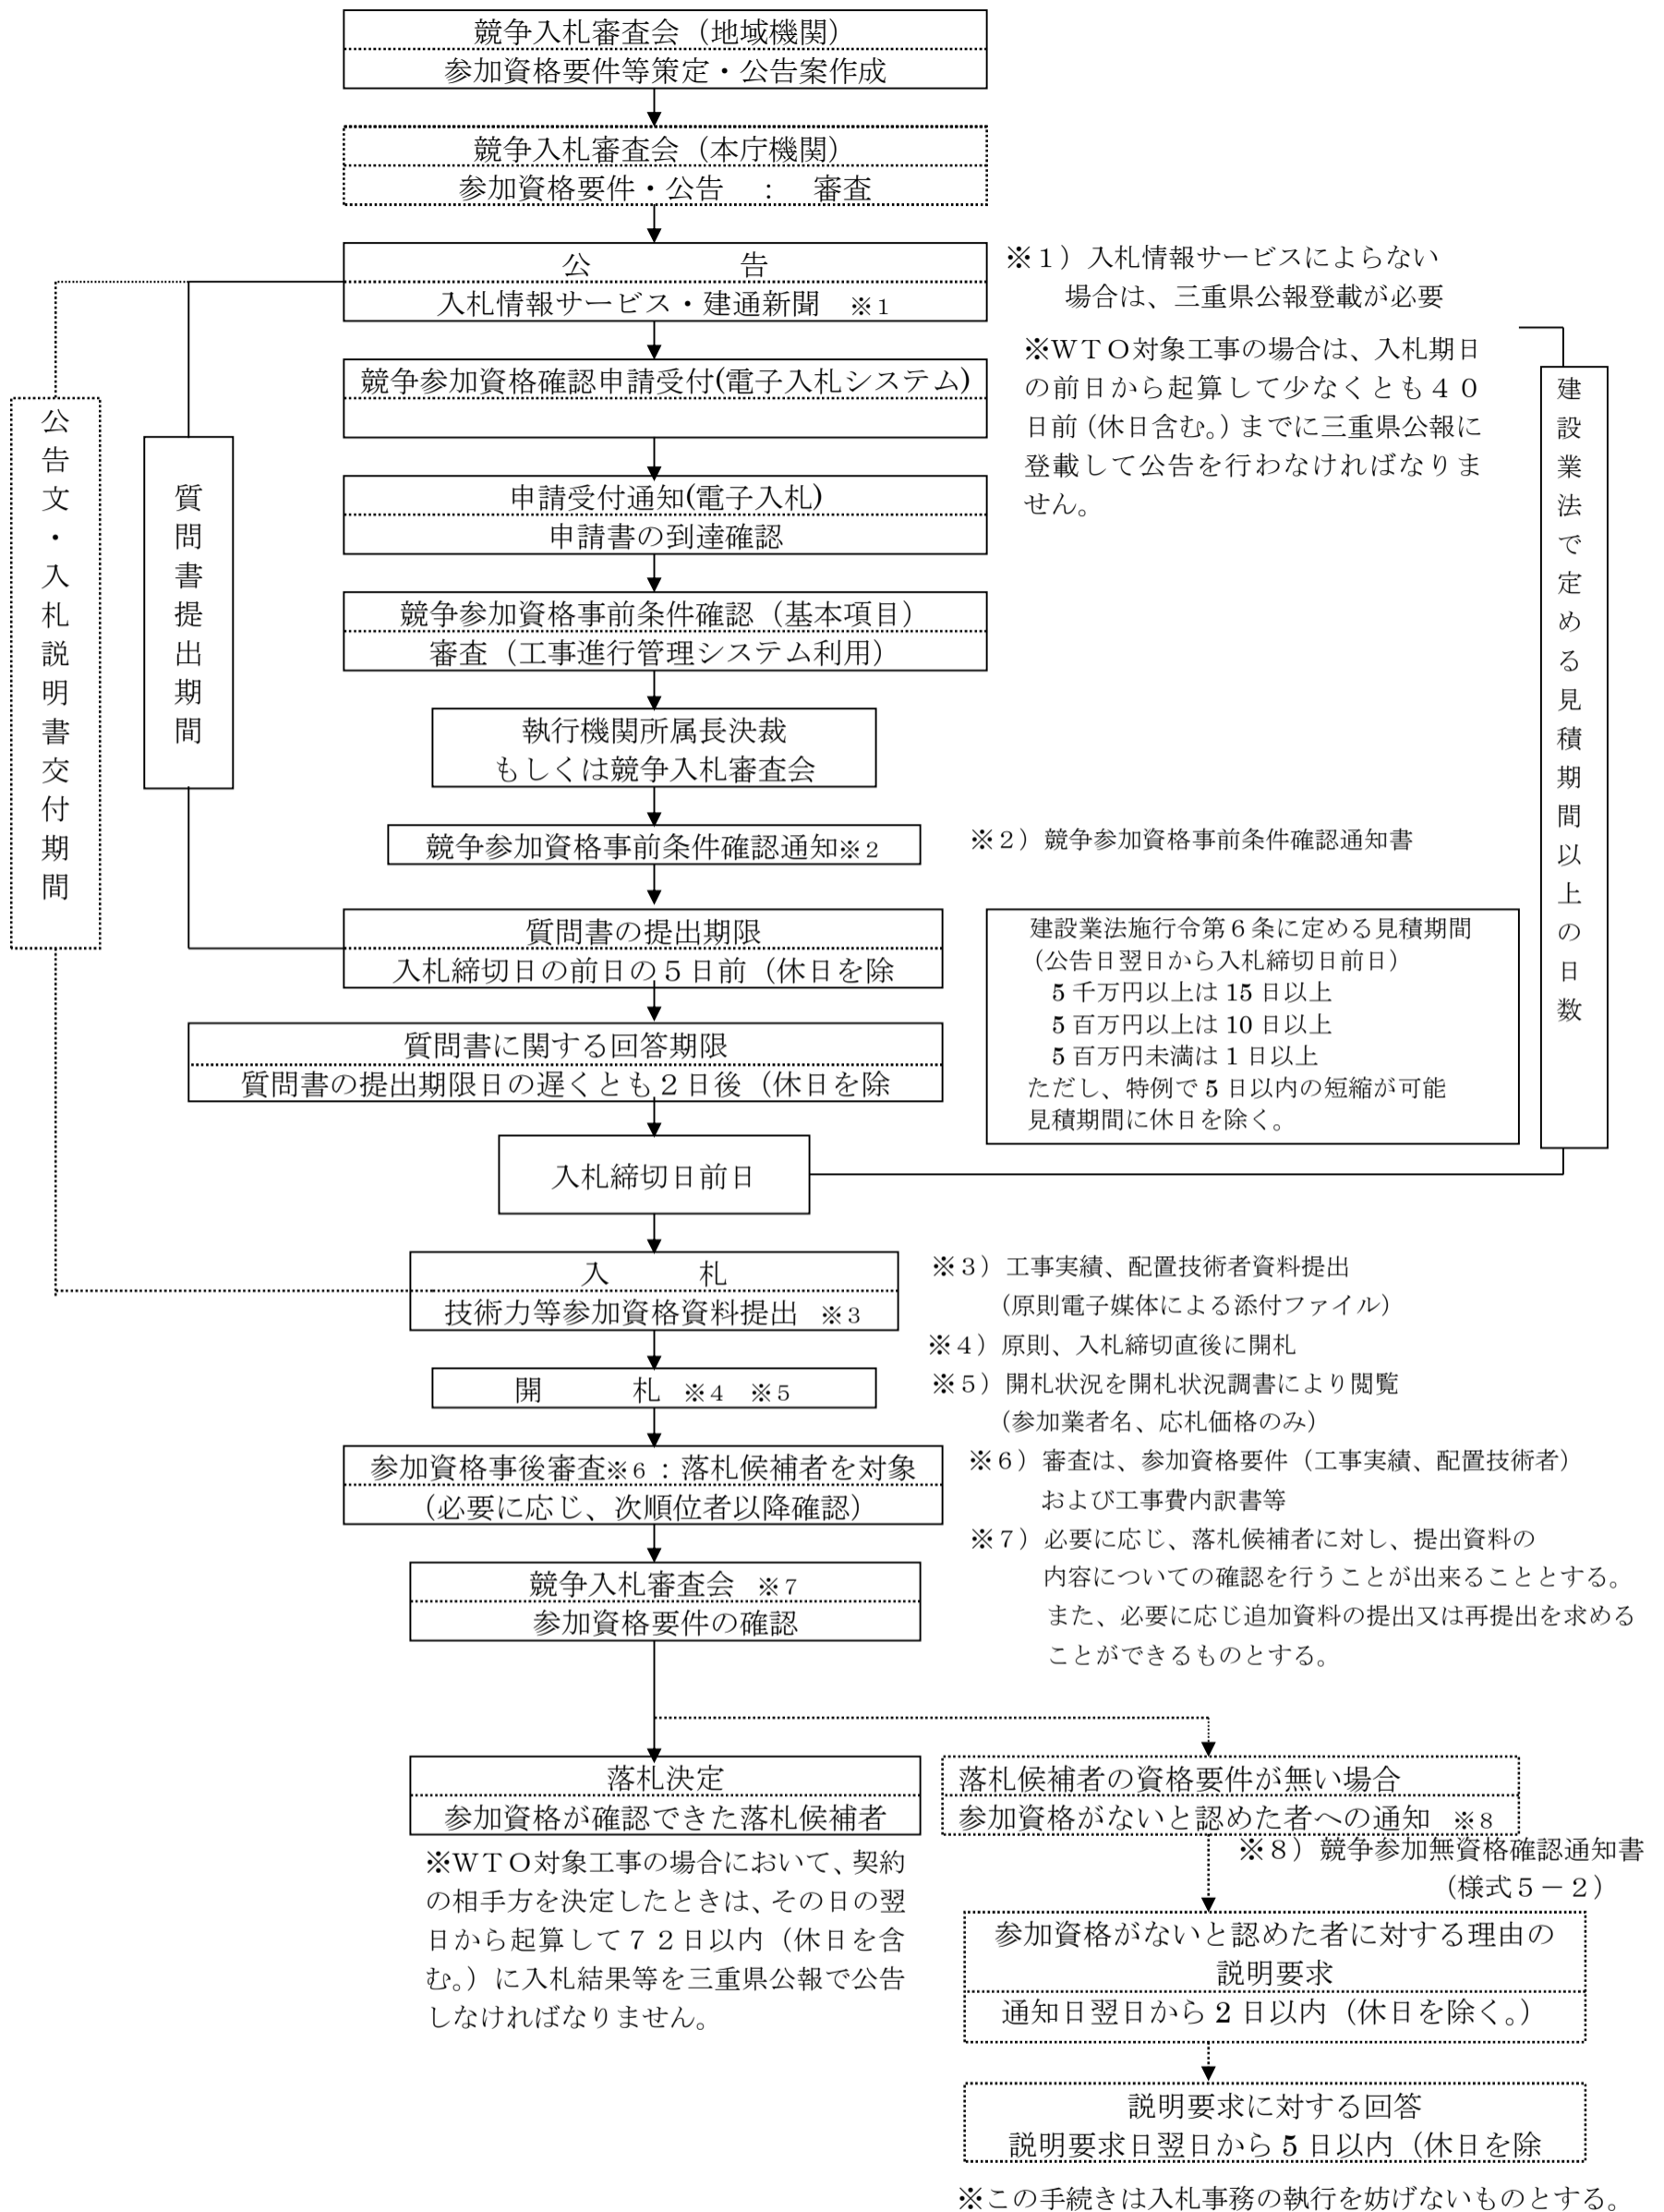 競争入札審査会（地域機関）
参加資格要件等策定・公告案作成
競争入札審査会（本庁機関）
参加資格要件・公告　：　審査
公　　　　　告
入札情報サービス・建通新聞　※1
※１）入札情報サービスによらない
場合は、三重県公報登載が必要
競争参加資格確認申請受付(電子入札システム)
※ＷＴＯ対象工事の場合は、入札期日
の前日から起算して少なくとも４０
日前（休日含む。）までに三重県公報に
登載して公告を行わなければなりま
せん。
建設業法で定める見積期間以上の日数
公告文・入札説明書交付期間
質問書提出期間
申請受付通知(電子入札)
申請書の到達確認
競争参加資格事前条件確認（基本項目）
審査（工事進行管理システム利用）
執行機関所属長決裁
もしくは競争入札審査会
競争参加資格事前条件確認通知※2
※２）競争参加資格事前条件確認通知書
質問書の提出期限
入札締切日の前日の５日前（休日を除
建設業法施行令第６条に定める見積期間
（公告日翌日から入札締切日前日）
5 千万円以上は 15 日以上
5 百万円以上は 10 日以上
5 百万円未満は 1 日以上
ただし、特例で 5 日以内の短縮が可能
見積期間に休日を除く。
質問書に関する回答期限
質問書の提出期限日の遅くとも２日後（休日を除
入札締切日前日
入　　　札
技術力等参加資格資料提出　※3
※３）工事実績、配置技術者資料提出
（原則電子媒体による添付ファイル）
※４）原則、入札締切直後に開札
開　　　札　※4　※5
※５）開札状況を開札状況調書により閲覧
（参加業者名、応札価格のみ）
参加資格事後審査※6：落札候補者を対象
（必要に応じ、次順位者以降確認）
※６）審査は、参加資格要件（工事実績、配置技術者）
および工事費内訳書等
※７）必要に応じ、落札候補者に対し、提出資料の
内容についての確認を行うことが出来ることとする。
また、必要に応じ追加資料の提出又は再提出を求める
ことができるものとする。
競争入札審査会　※7
参加資格要件の確認
落札決定
参加資格が確認できた落札候補者
落札候補者の資格要件が無い場合
参加資格がないと認めた者への通知　※8
※８）競争参加無資格確認通知書
（様式５－２）
※ＷＴＯ対象工事の場合において、契約
の相手方を決定したときは、その日の翌
日から起算して７２日以内（休日を含
む。）に入札結果等を三重県公報で公告
しなければなりません。
参加資格がないと認めた者に対する理由の
説明要求
通知日翌日から 2 日以内（休日を除く。）
説明要求に対する回答
説明要求日翌日から 5 日以内（休日を除
※この手続きは入札事務の執行を妨げないものとする。